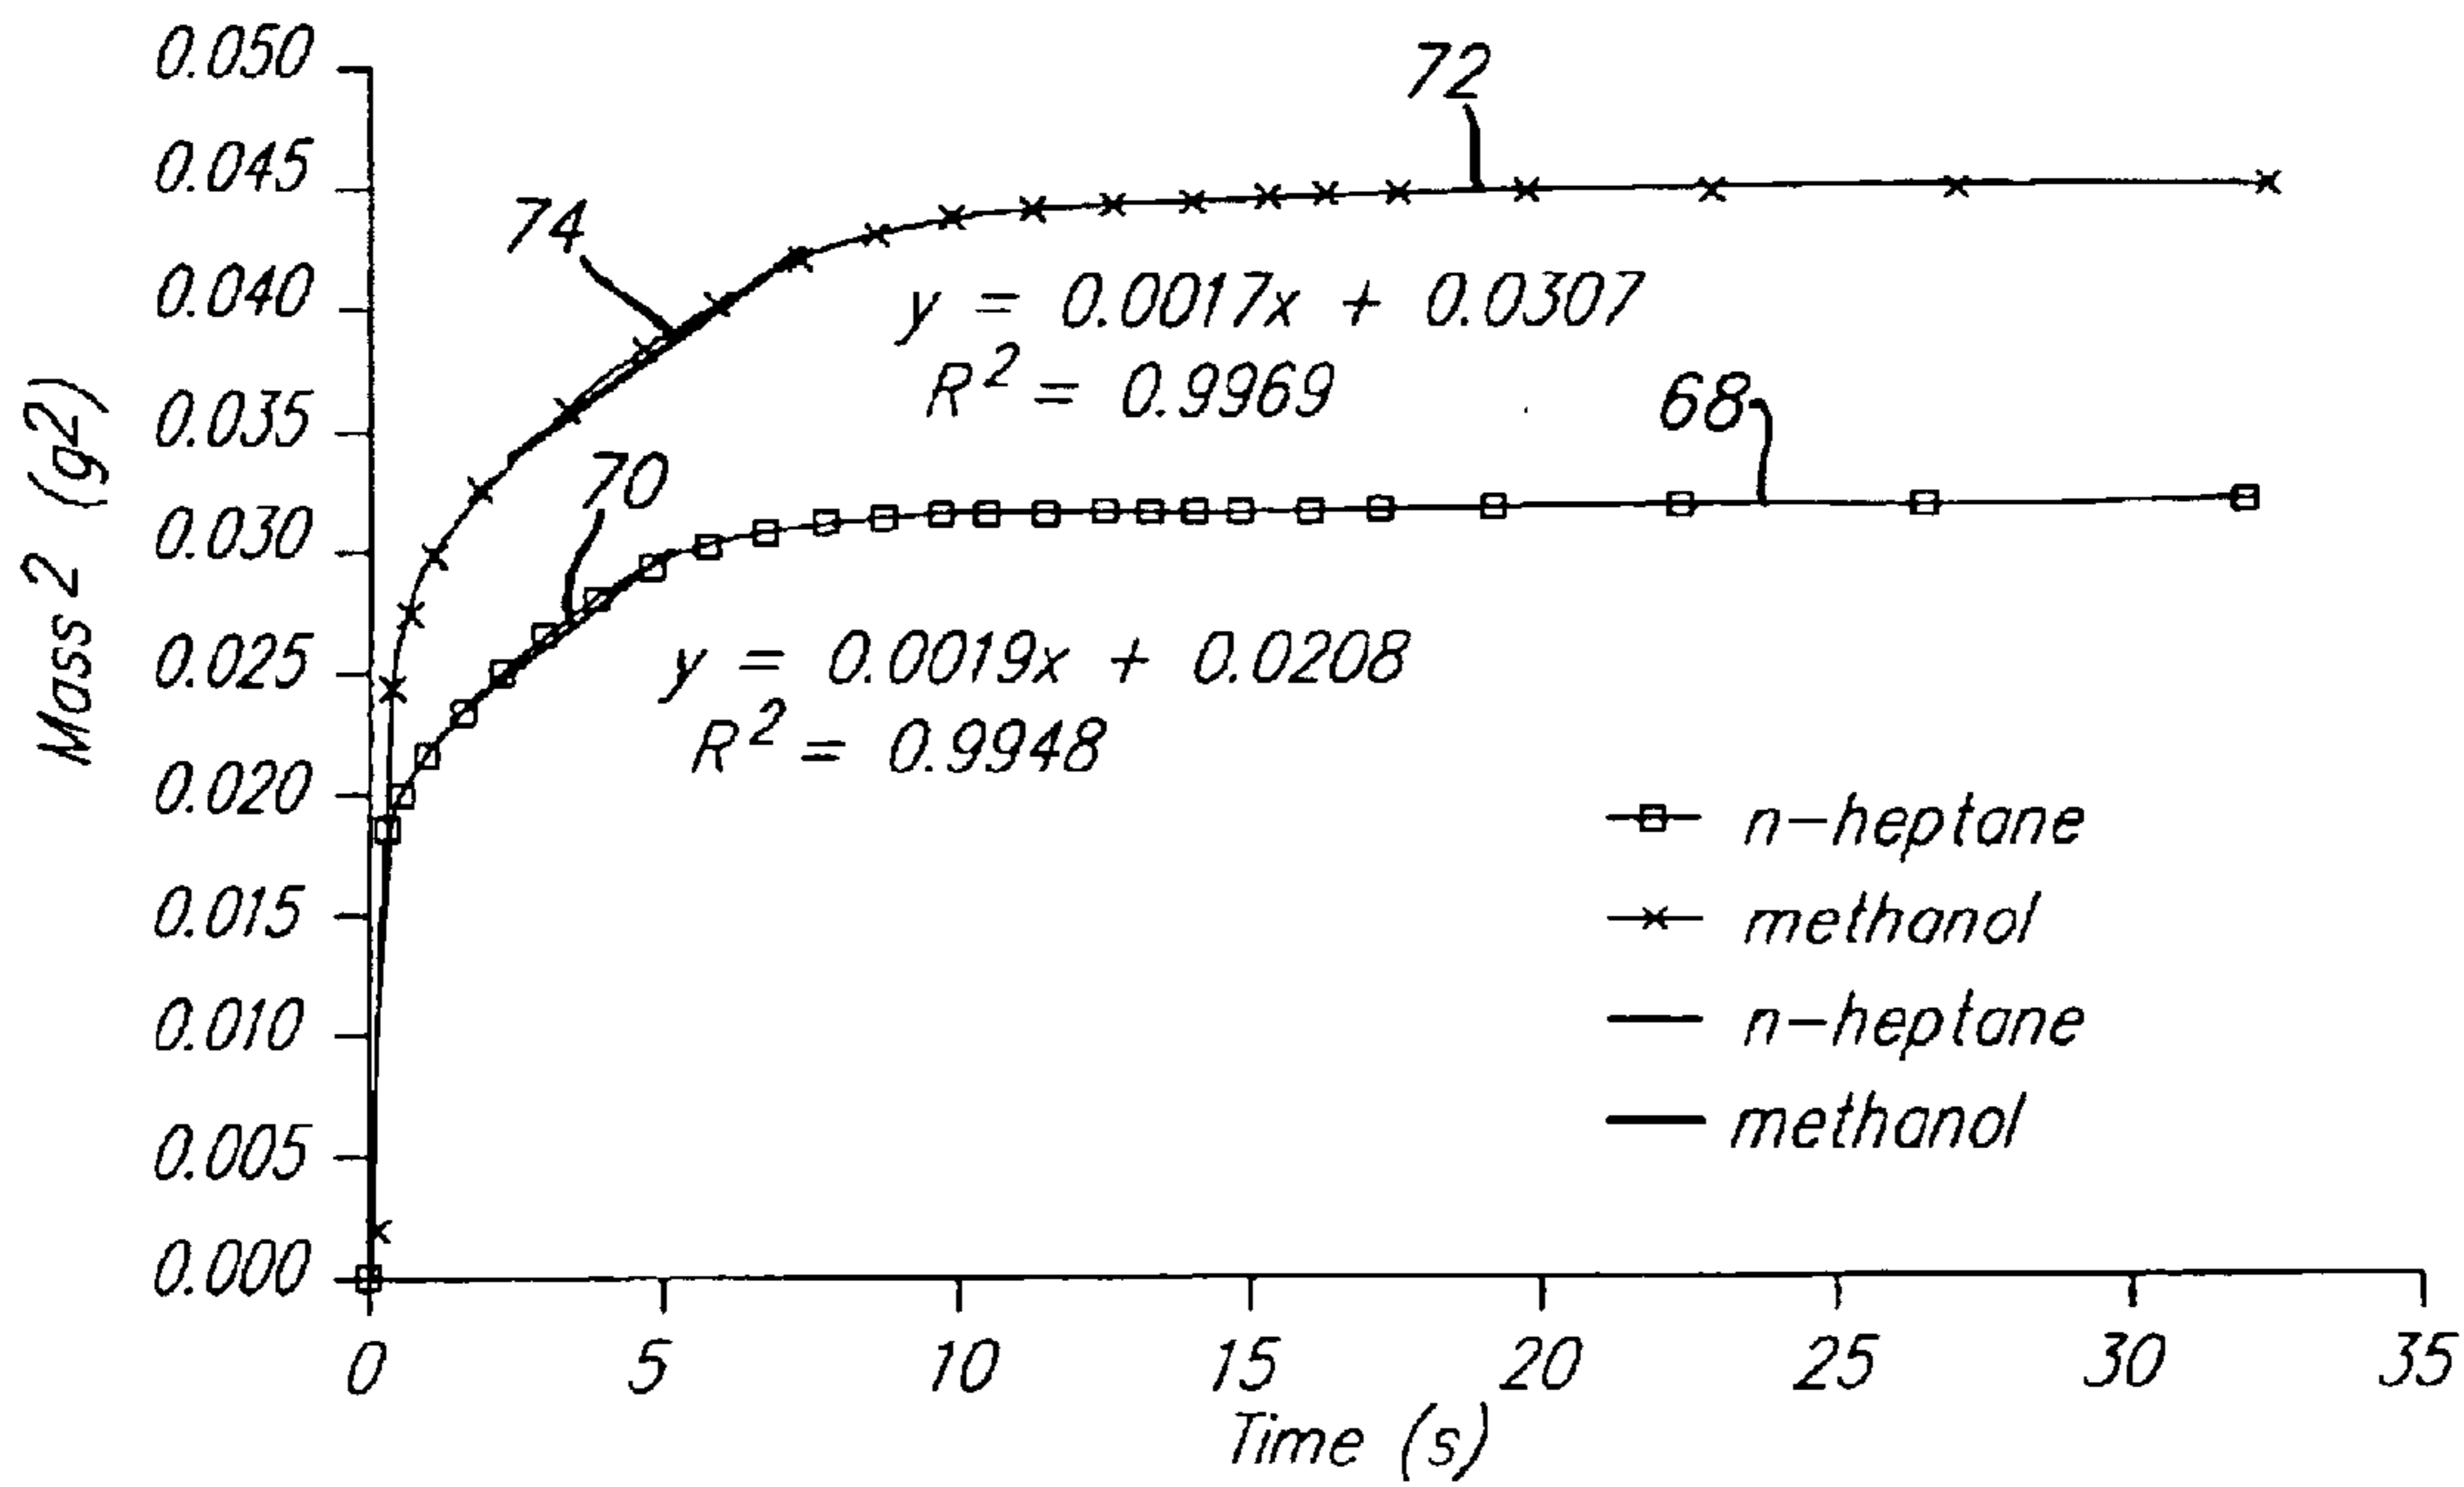 0.050
0.045
0.040
0.035
0.030
0.025
0.020
0.015
0.010
0.005
0.000
Mass 2 (g2)
72
74
y = 0.0017x + 0.0307
R² = 0.9969
68
70
y = 0.0019x + 0.0208
R² = 0.9948
n-heptane
methanol
n-heptane
methanol
0 5 10 15 20 25 30 35
Time (s)